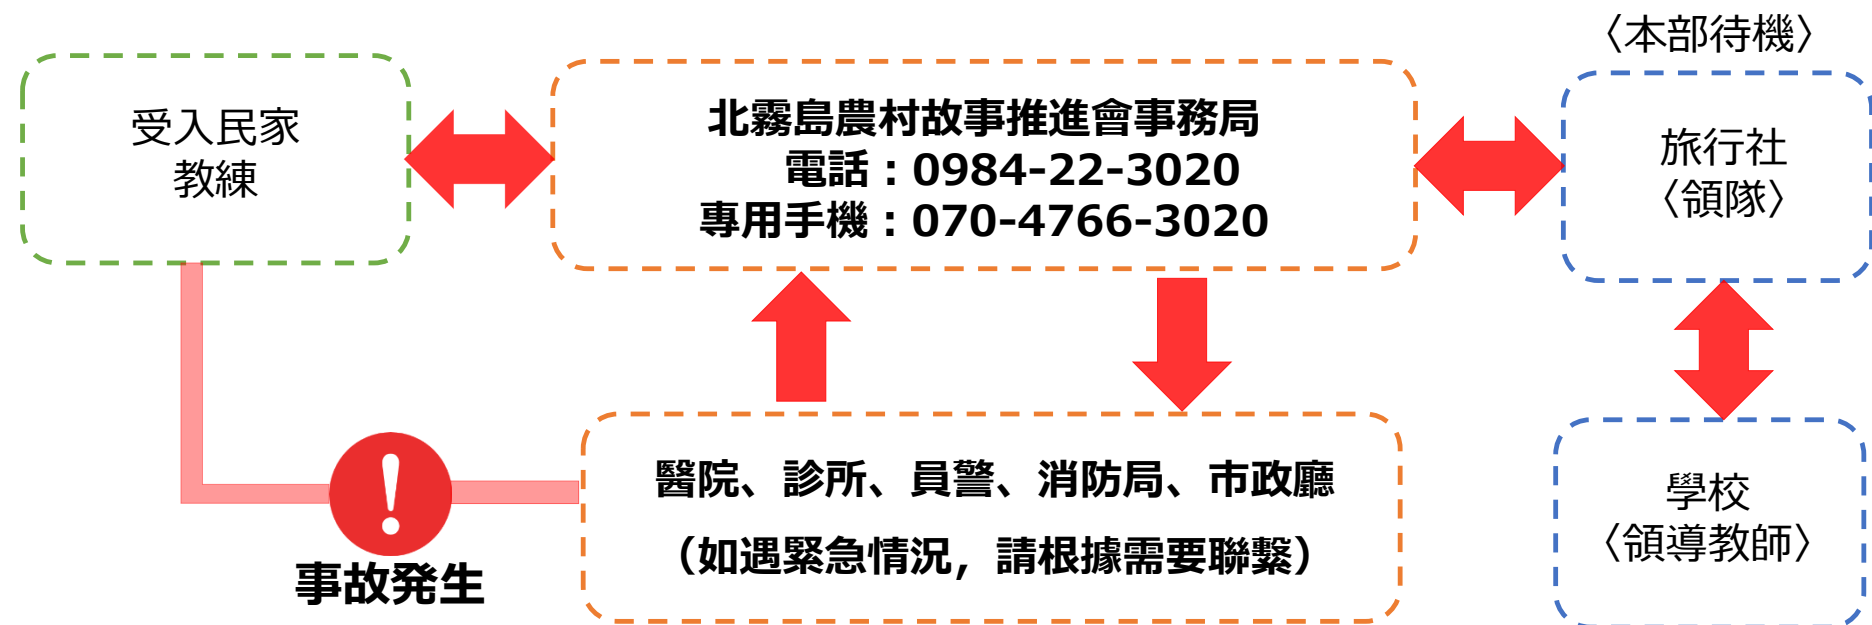 〈本部待機〉
受入民家
教練
北霧島農村故事推進會事務局
電話：0984-22-3020
專用手機：070-4766-3020
旅行社
〈領隊〉
醫院、診所、員警、消防局、市政廳
（如遇緊急情況，請根據需要聯繫）
學校
〈領導教師〉
事故発生